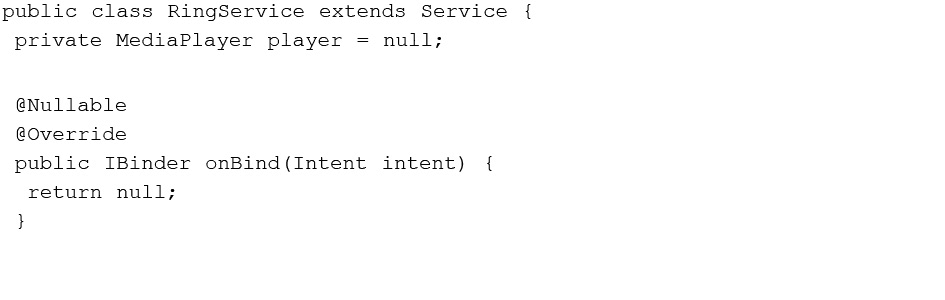 public class RingService extends Service {
private MediaPlayer player = null;
@Nullable
@Override
public IBinder onBind(Intent intent) {
return null;
}